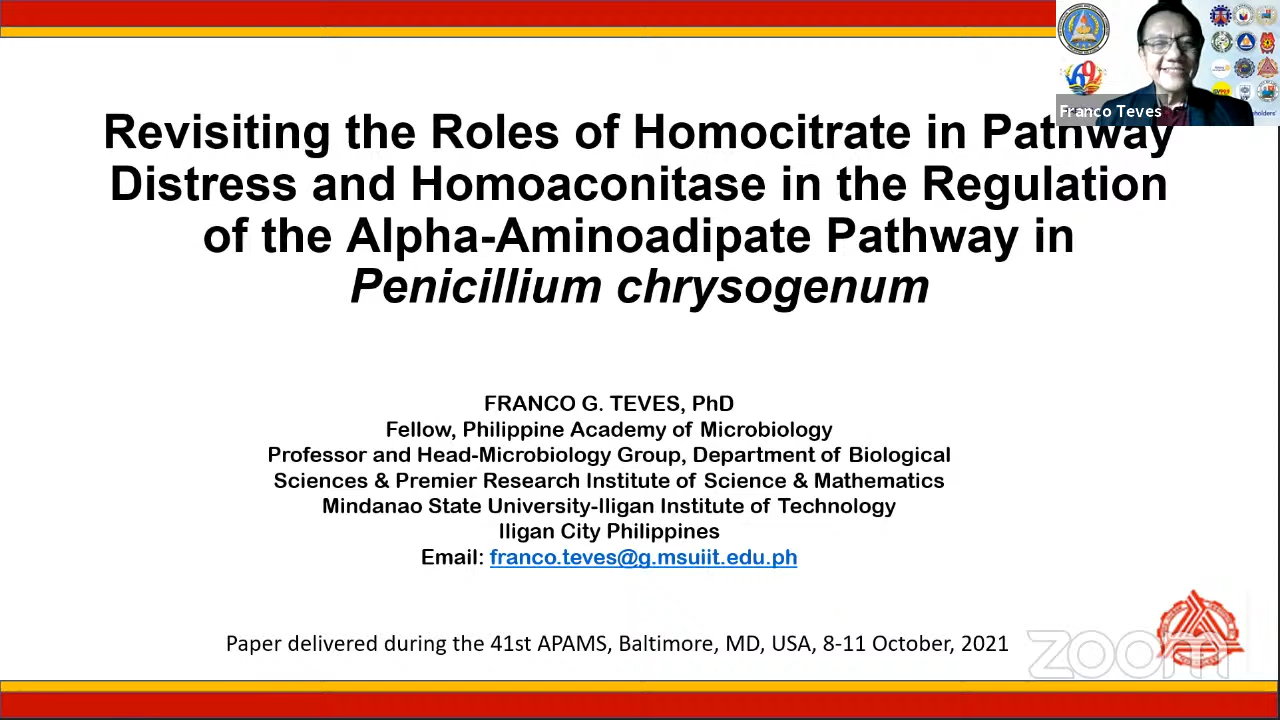 Franco Teves
Revisiting the Roles of Homocitrate in Pathway
Distress and Homoaconitase in the Regulation
of the Alpha-Aminoadipate Pathway in
Penicillium chrysogenum
FRANCO G. TEVES, PhD
Fellow, Philippine Academy of Microbiology
Professor and Head-Microbiology Group, Department of Biological
Sciences & Premier Research Institute of Science & Mathematics
Mindanao State University-Iligan Institute of Technology
Iligan City Philippines
Email: franco.teves@g.msuiit.edu.ph
Paper delivered during the 41st APAMS, Baltimore, MD, USA, 8-11 October, 2021
zoom